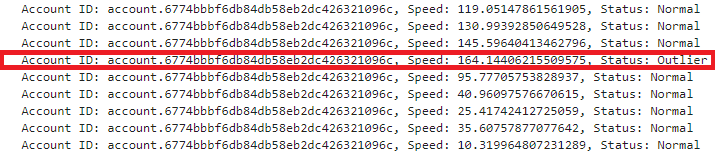 Account ID: account.6774bbbf6db84db58eb2dc426321096c, Speed: 119.05147861561905, Status: Normal
Account ID: account.6774bbbf6db84db58eb2dc426321096c, Speed: 130.99392850649528, Status: Normal
Account ID: account.6774bbbf6db84db58eb2dc426321096c, Speed: 145.59640413462796, Status: Normal
Account ID: account.6774bbbf6db84db58eb2dc426321096c, Speed: 164.14406215509575, Status: Outlier
Account ID: account.6774bbbf6db84db58eb2dc426321096c, Speed: 95.77705753828937, Status: Normal
Account ID: account.6774bbbf6db84db58eb2dc426321096c, Speed: 40.96097576670615, Status: Normal
Account ID: account.6774bbbf6db84db58eb2dc426321096c, Speed: 25.41742412725059, Status: Normal
Account ID: account.6774bbbf6db84db58eb2dc426321096c, Speed: 35.60757877077642, Status: Normal
Account ID: account.6774bbbf6db84db58eb2dc426321096c, Speed: 10.319964807231289, Status: Normal